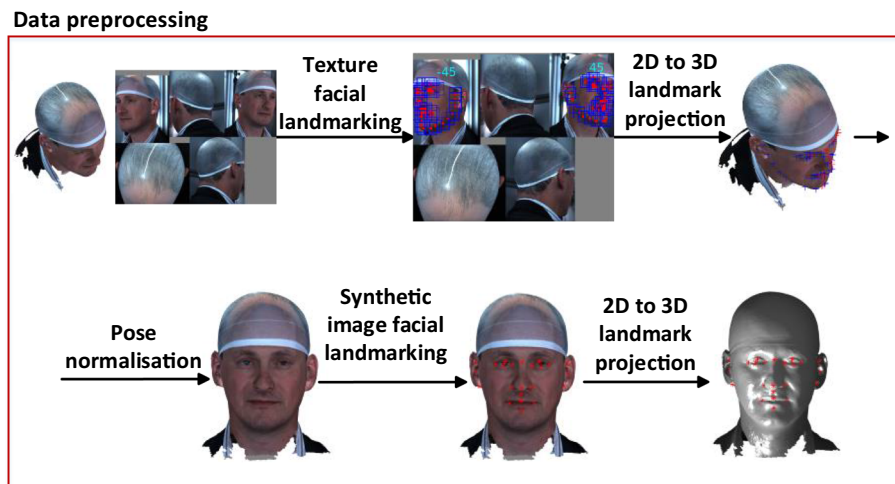 Data preprocessing
Texture
facial
landmarking
-45
45
2D to 3D
landmark
projection
Pose
normalisation
Synthetic
image facial
landmarking
2D to 3D
landmark
projection